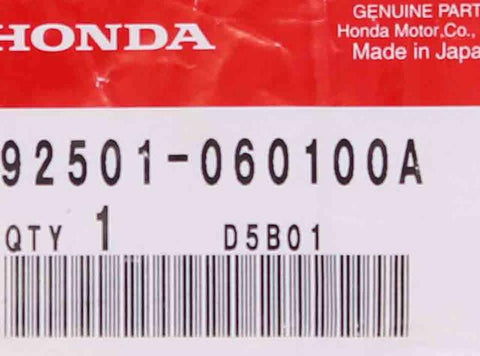 GENUINE PART
HONDA
Honda Motor,Co.,
Made in Japa
92501-060100A
QTY 1 D5B01